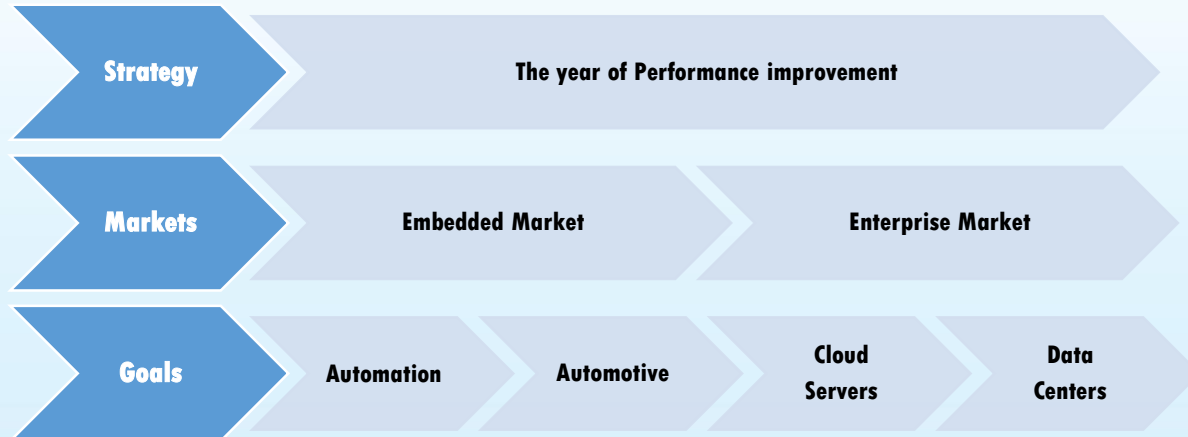 Strategy
The year of Performance improvement
Markets
Embedded Market
Enterprise Market
Goals
Automation
Automotive
Cloud
Servers
Data
Centers